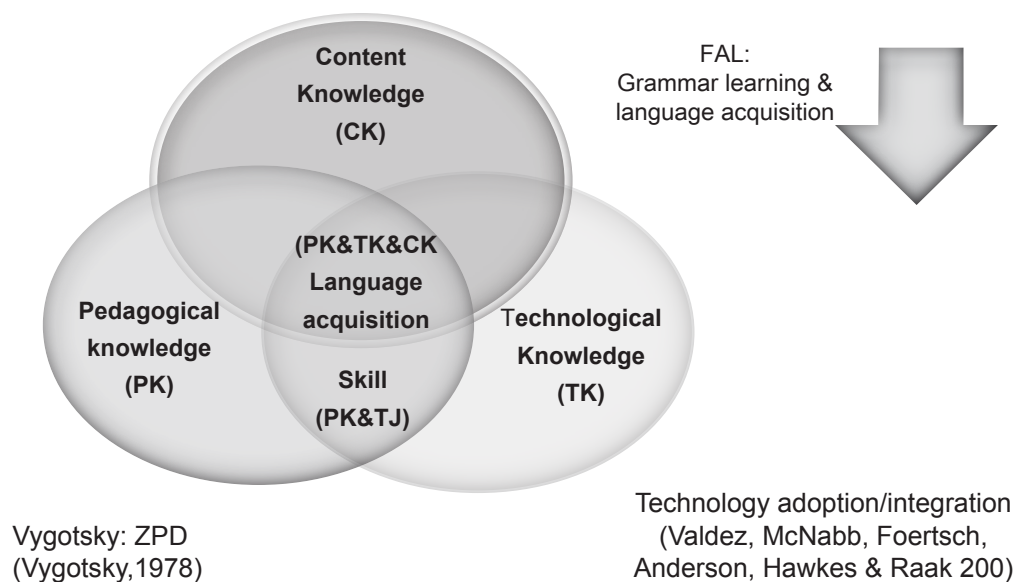 Content
Knowledge
(CK)
FAL:
Grammar learning &
language acquisition
(PK&TK&CK
Language
acquisition
Pedagogical
knowledge
(PK)
Technological
Knowledge
(TK)
Skill
(PK&TJ)
Vygotsky: ZPD
(Vygotsky,1978)
Technology adoption/integration
(Valdez, McNabb, Foertsch,
Anderson, Hawkes & Raak 200)